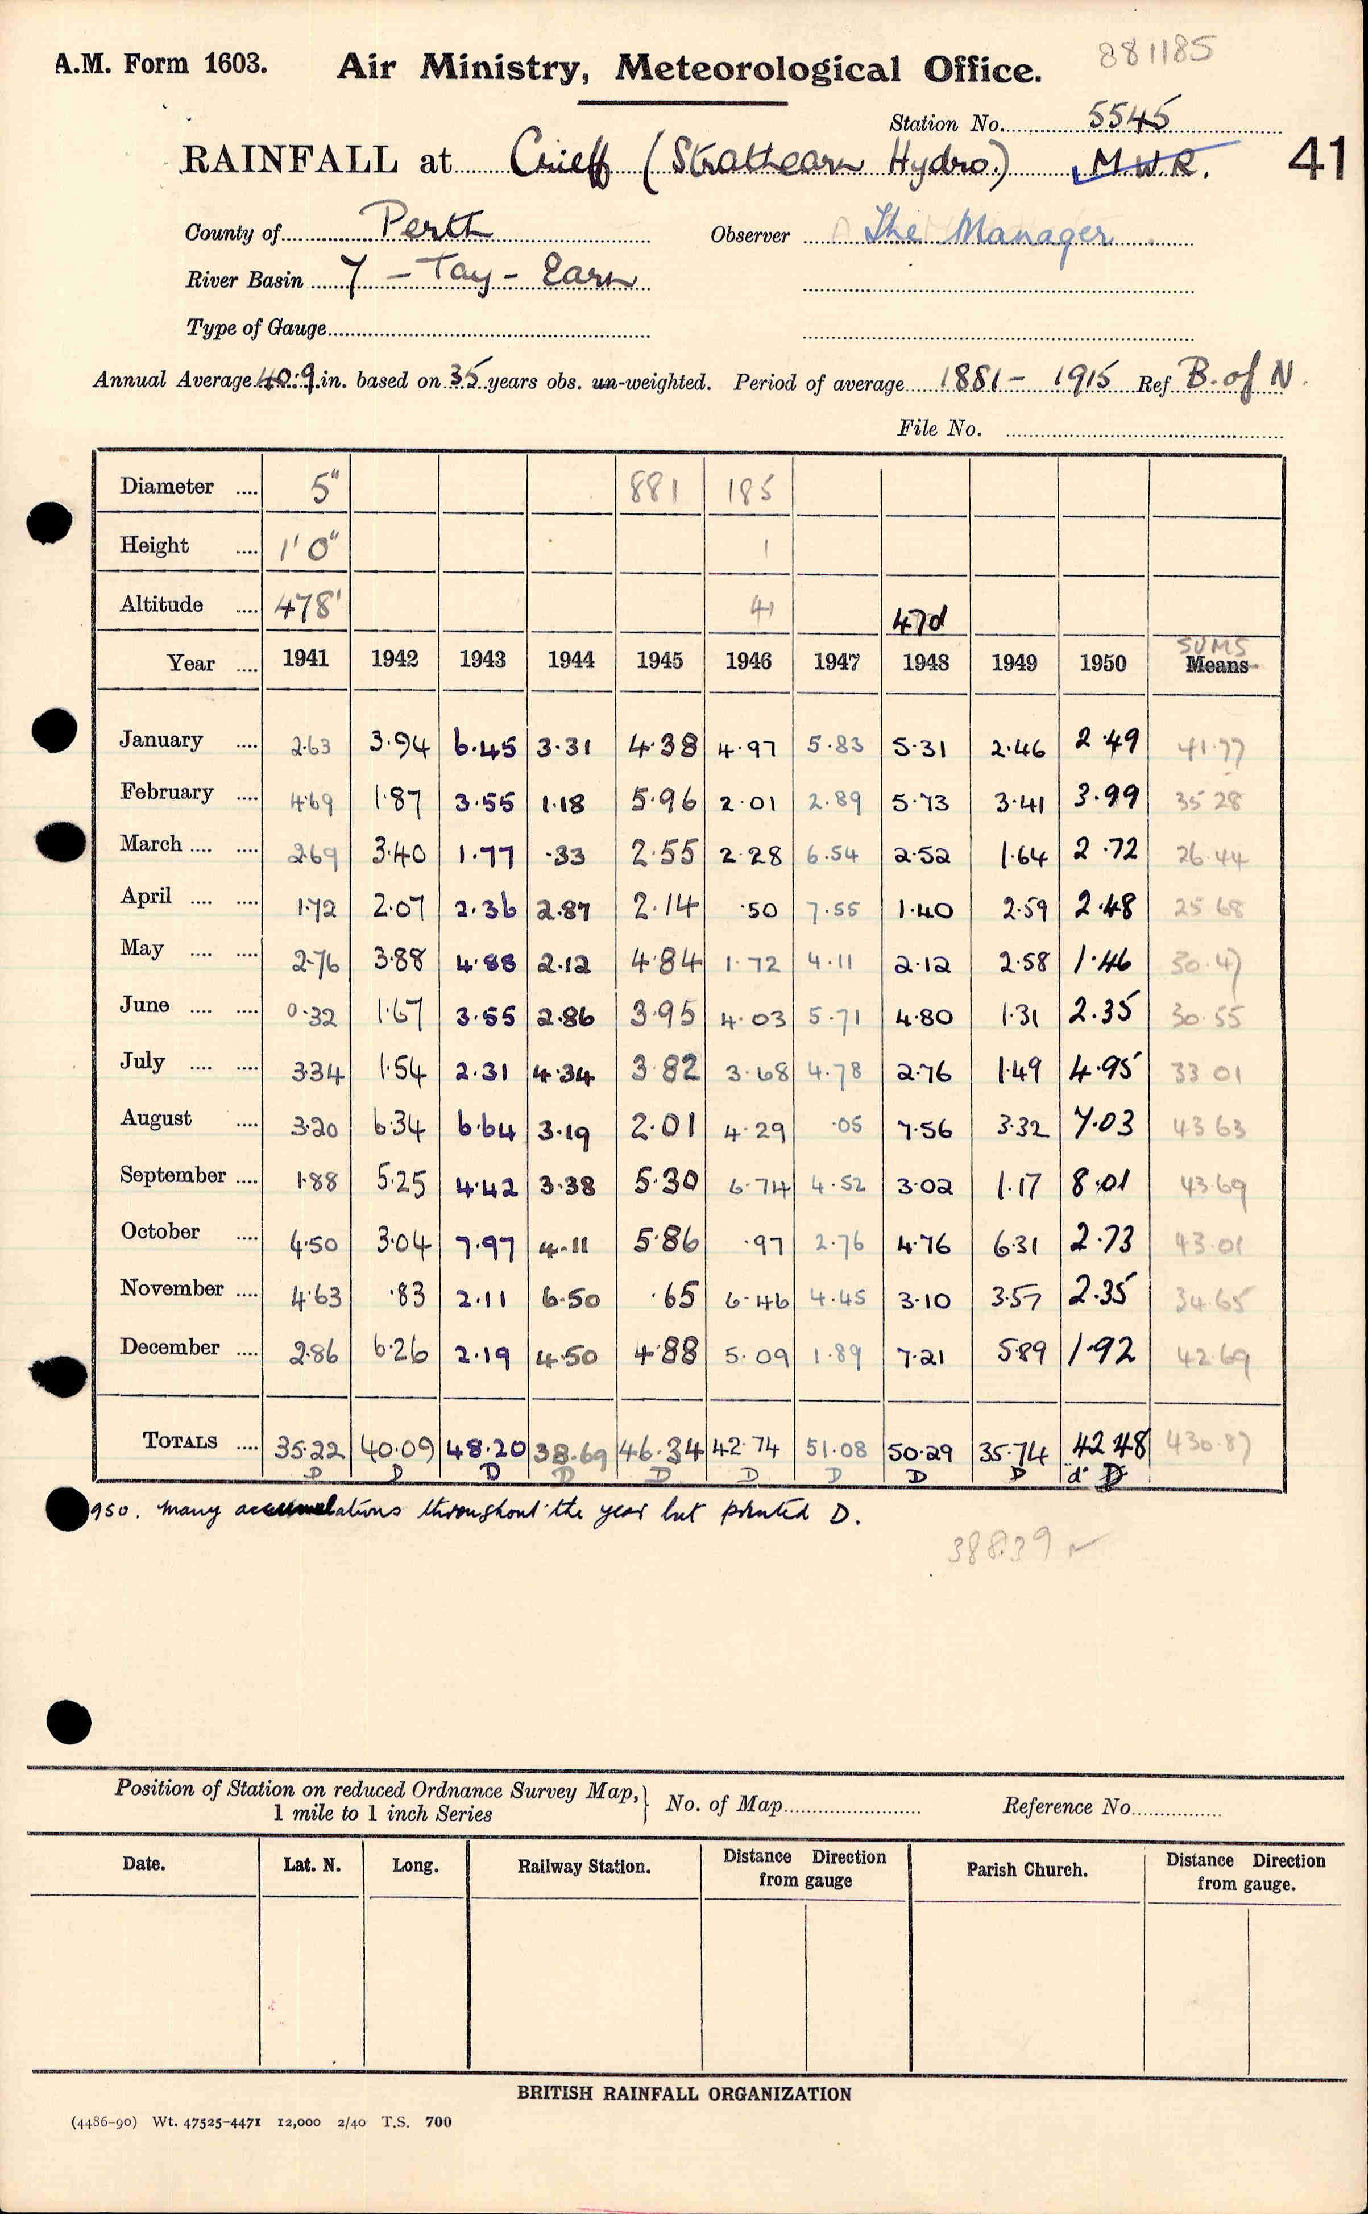 881185
A.M. Form 1603. Air Ministry, Meteorological Office.
Station No. 5545
RAINFALL at Crieff (Strathearn Hydro.) M.W.R. 41
County of Perth Observer The Manager
River Basin 7 - Tay - Earn
Type of Gauge
Annual Average 40.9 in. based on 35 years obs. un-weighted. Period of average 1881 - 1915 Ref B. of N.
File No.
Diameter .... 5" 881 185
Height .... 1' 0" 1
Altitude .... 478' 41 47d
SUMS
Year .... 1941 1942 1943 1944 1945 1946 1947 1948 1949 1950 Means
January .... 2.63 3.94 6.45 3.31 4.38 4.97 5.83 5.31 2.46 2.49 41.77
February .... 4.69 1.87 3.55 1.18 5.96 2.01 2.89 5.73 3.41 3.99 35 28
March .... .... 2.69 3.40 1.77 .33 2.55 2.28 6.54 2.52 1.64 2.72 26.44
April .... .... 1.72 2.07 2.36 2.87 2.14 .50 7.55 1.40 2.59 2.48 25 68
May .... .... 2.76 3.88 4.88 2.12 4.84 1.72 4.11 2.12 2.58 1.46 30.47
June .... .... 0.32 1.67 3.55 2.86 3.95 4.03 5.71 4.80 1.31 2.35 30.55
July .... .... 3.34 1.54 2.31 4.34 3.82 3.68 4.78 2.76 1.49 4.95 33 01
August .... 3.20 6.34 6.64 3.19 2.01 4.29 .05 7.56 3.32 7.03 43 63
September .... 1.88 5.25 4.42 3.38 5.30 6.74 4.52 3.02 1.17 8.01 43.69
October .... 4.50 3.04 7.97 4.11 5.86 .97 2.76 4.76 6.31 2.73 43.01
November .... 4.63 .83 2.11 6.50 .65 6.46 4.45 3.10 3.57 2.35 34.65
December .... 2.86 6.26 2.19 4.50 4.88 5.09 1.89 7.21 5.89 1.92 42.69
TOTALS .... 35.22 40.09 48.20 38.69 46.34 42.74 51.08 50.29 35.74 42 48 430.87
D D D D D D D D D d D
950. Many accumulations throughout the year but printed D.
388.39
Position of Station on reduced Ordnance Survey Map,
1 mile to 1 inch Series
No. of Map Reference No.
Date. Lat. N. Long. Railway Station. Distance Direction from gauge Parish Church. Distance Direction from gauge.
BRITISH RAINFALL ORGANIZATION
(4486-90) Wt. 47525-4471 12,000 2/40 T.S. 700